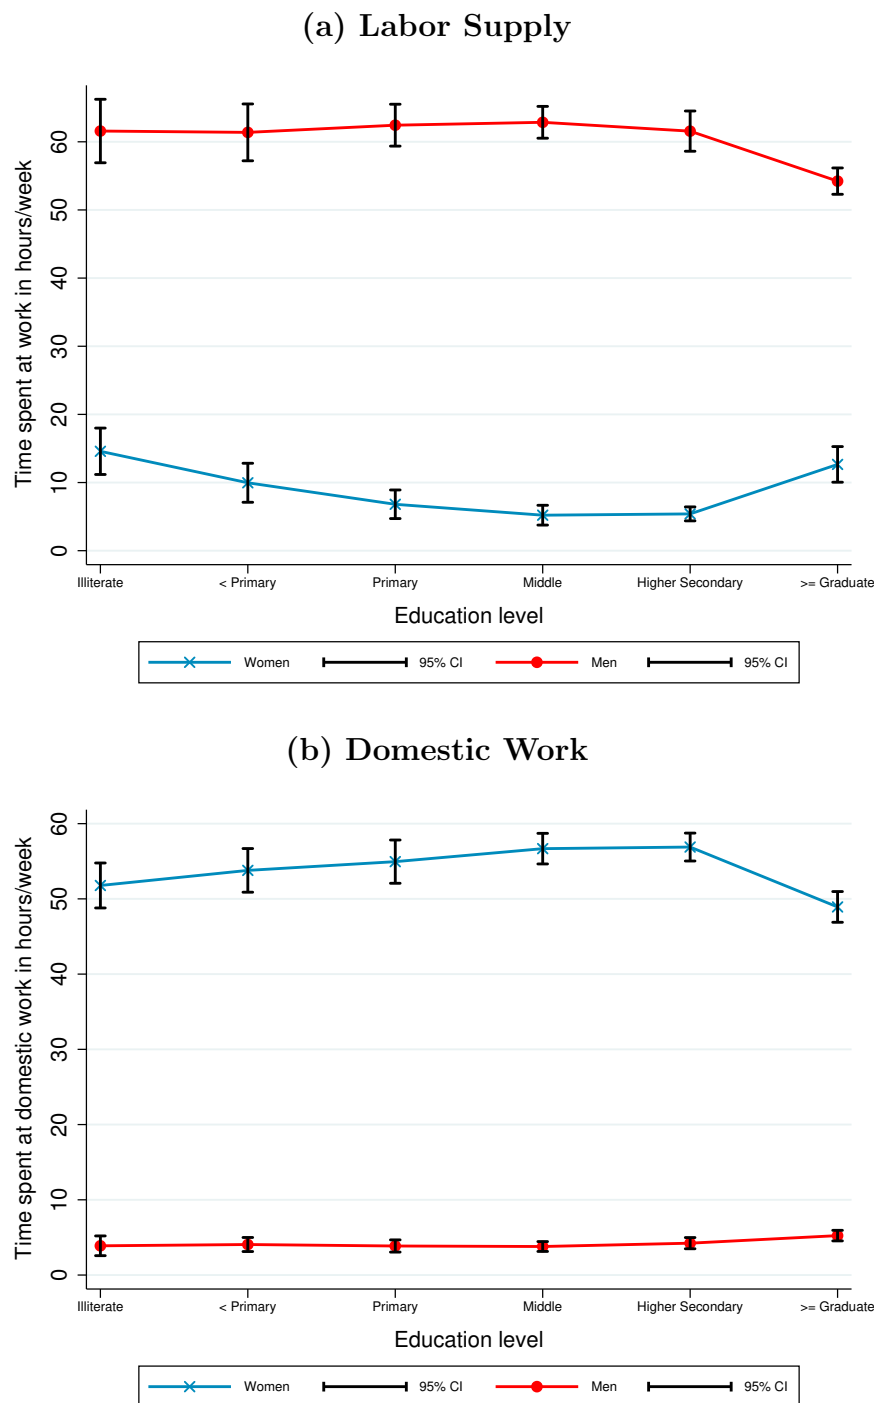 (a) Labor Supply
Time spent at work in hours/week
60
50
40
30
20
10
0
Illiterate < Primary Primary Middle Higher Secondary >= Graduate
Education level
Women 95% CI Men 95% CI
(b) Domestic Work
Time spent at domestic work in hours/week
60
50
40
30
20
10
0
Illiterate < Primary Primary Middle Higher Secondary >= Graduate
Education level
Women 95% CI Men 95% CI